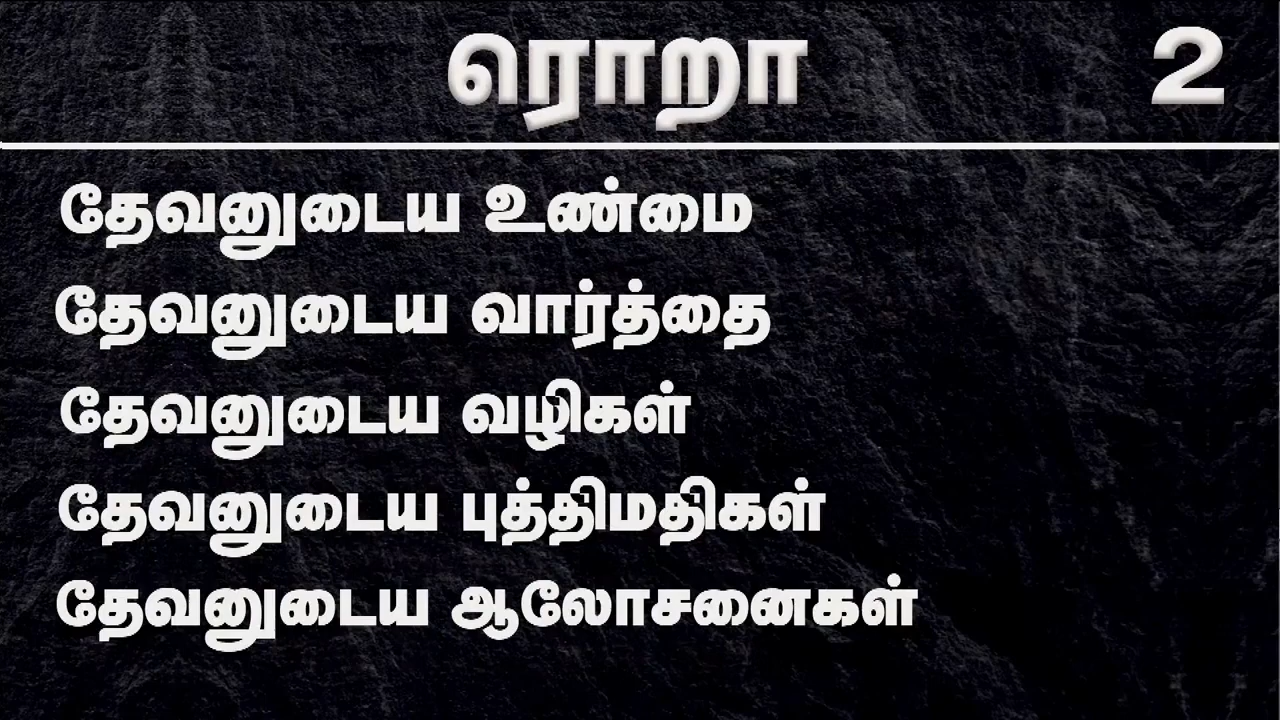 ரொறா
2
தேவனுடைய உண்மை
தேவனுடைய வார்த்தை
தேவனுடைய வழிகள்
தேவனுடைய புத்திமதிகள்
தேவனுடைய ஆலோசனைகள்